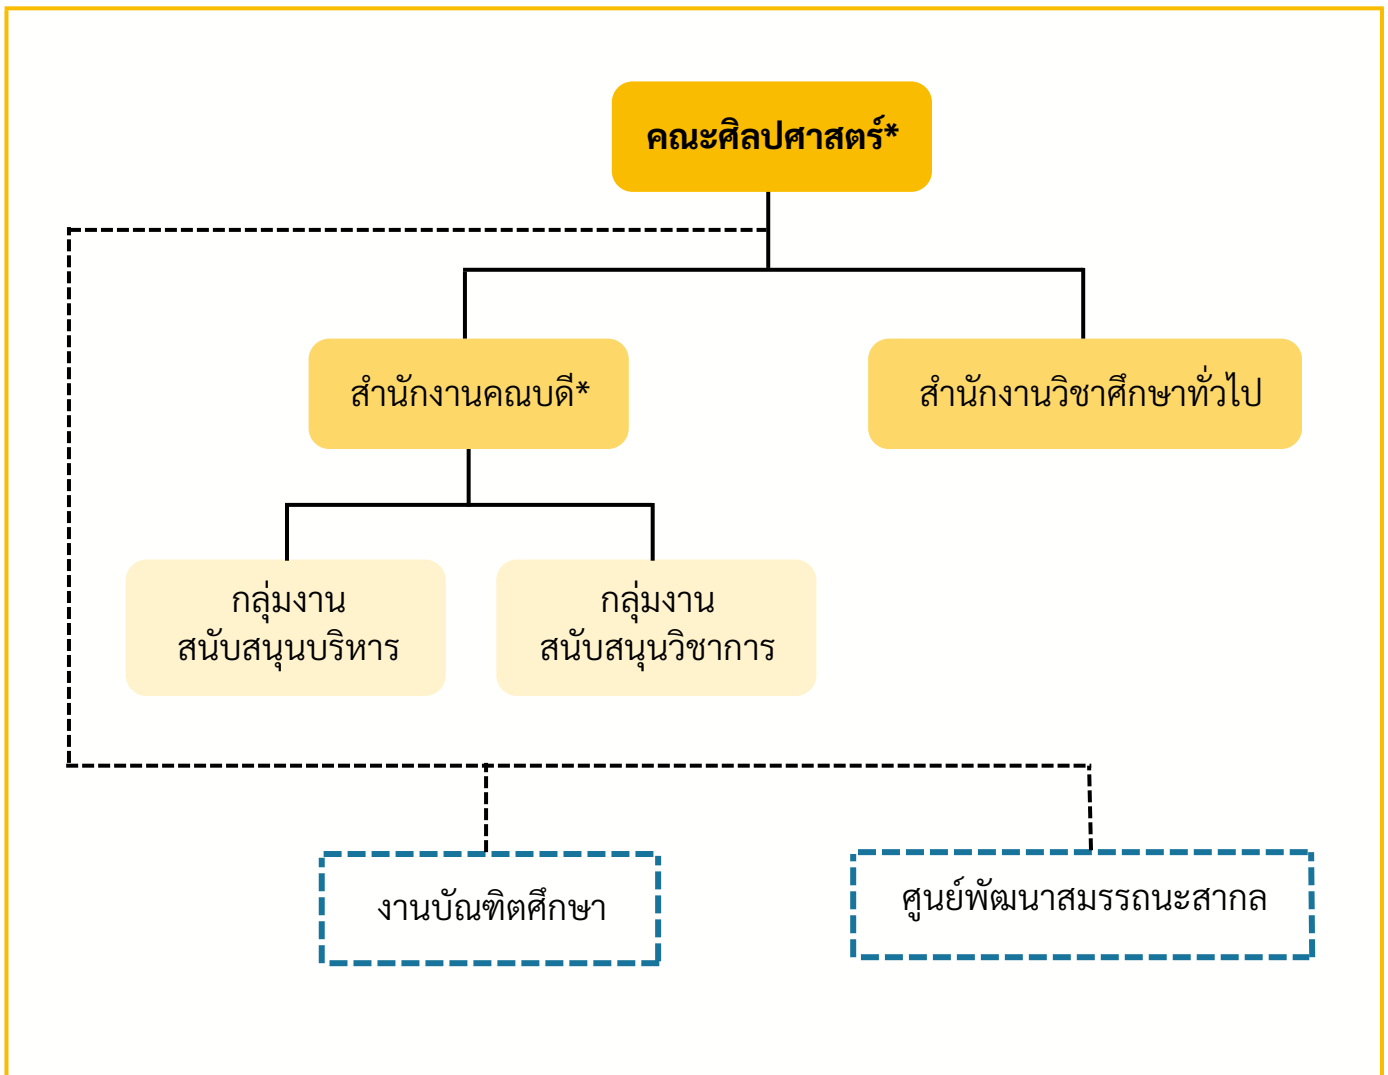 คณะศิลปศาสตร์*
สำนักงานคณบดี*
สำนักงานวิชาศึกษาทั่วไป
กลุ่มงาน
สนับสนุนบริหาร
กลุ่มงาน
สนับสนุนวิชาการ
งานบัณฑิตศึกษา
ศูนย์พัฒนาสมรรถนะสากล